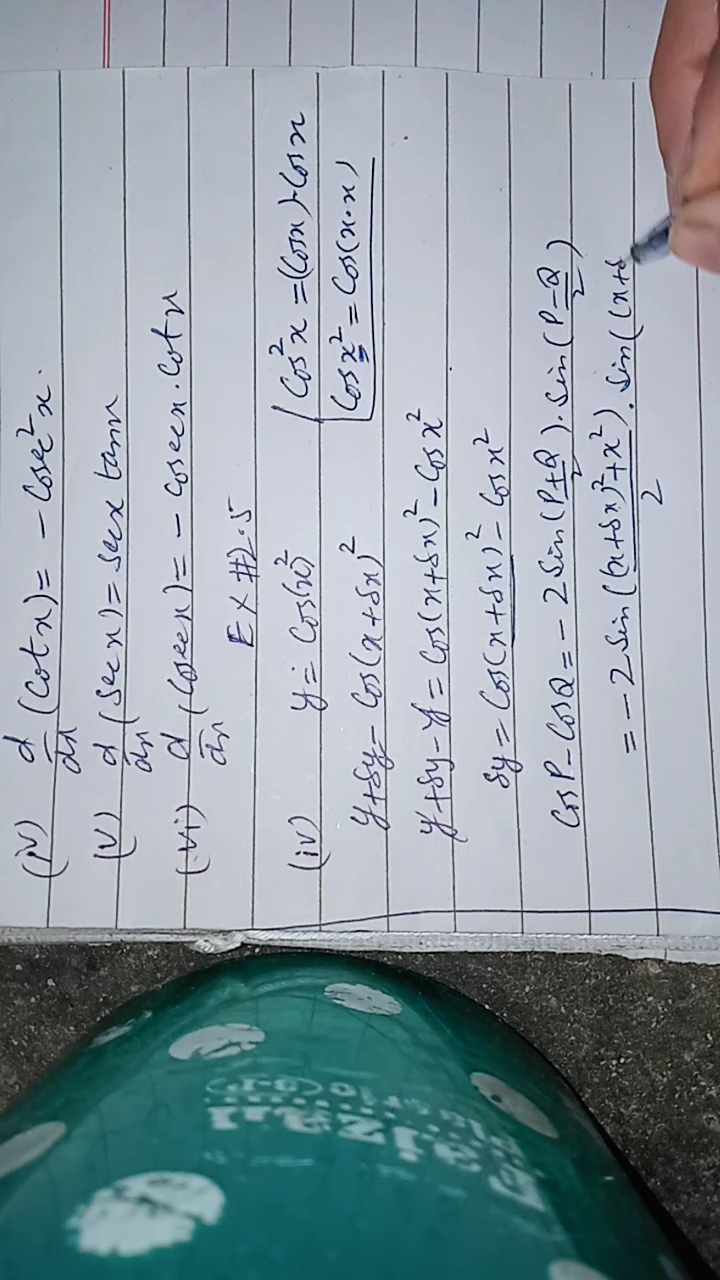 (iv) d/dx (Cot x) = - Cosec²x.
(v) d/dx (Sec x) = Sec x tan x
(vi) d/dx (Cosec x) = - Cosec x . Cot x
Ex # 2.5
(iv) y = Cos(x)² Cos²x = (Cos x) . Cos x
Cos x² = Cos(x . x)
y + δy = Cos(x + δx)²
y + δy - y = Cos(x + δx)² - Cos x²
δy = Cos(x + δx)² - Cos x²
Cos P - Cos Q = - 2 Sin (P+Q/2) . Sin (P-Q/2)
= - 2 Sin ((x + δx)² + x²)/2 . Sin ((x + δ